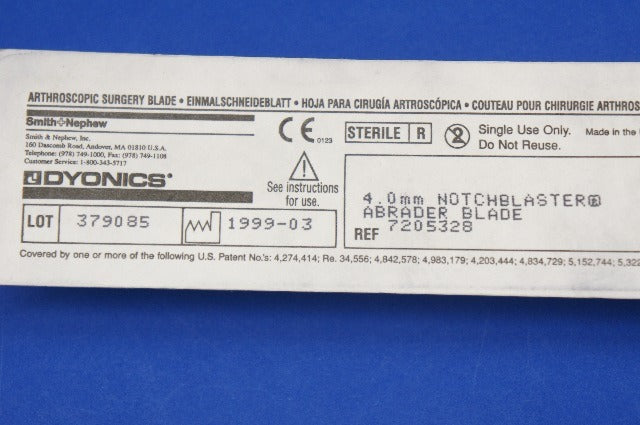 ARTHROSCOPIC SURGERY BLADE • EINMALSCHNEIDEBLATT • HOJA PARA CIRUGÍA ARTROSCÓPICA • COUTEAU POUR CHIRURGIE ARTHROS
Smith+Nephew
Smith & Nephew, Inc.
160 Dascomb Road, Andover, MA 01810 U.S.A.
Telephone: (978) 749-1000, Fax: (978) 749-1108
Customer Service: 1-800-343-5717
DYONICS®
CE 0123
STERILE R
2
Single Use Only.
Do Not Reuse.
Made in the
See instructions
for use.
LOT 379085
1999-03
4.0mm NOTCHBLASTER®
ABRADER BLADE
REF 7205328
Covered by one or more of the following U.S. Patent No.'s: 4,274,414; Re. 34,556; 4,842,578; 4,983,179; 4,203,444; 4,834,729; 5,152,744; 5,322